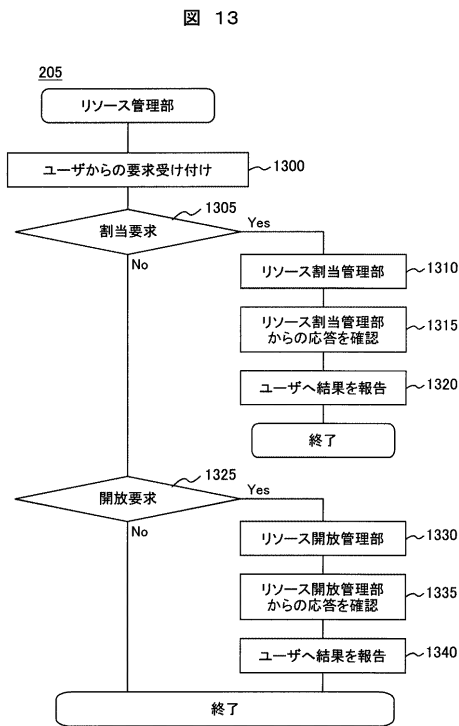 図 13
205
リソース管理部
ユーザからの要求受け付け
1300
1305
割当要求
Yes
No
リソース割当管理部
1310
リソース割当管理部
からの応答を確認
1315
ユーザへ結果を報告
1320
終了
1325
開放要求
Yes
No
リソース開放管理部
1330
リソース開放管理部
からの応答を確認
1335
ユーザへ結果を報告
1340
終了